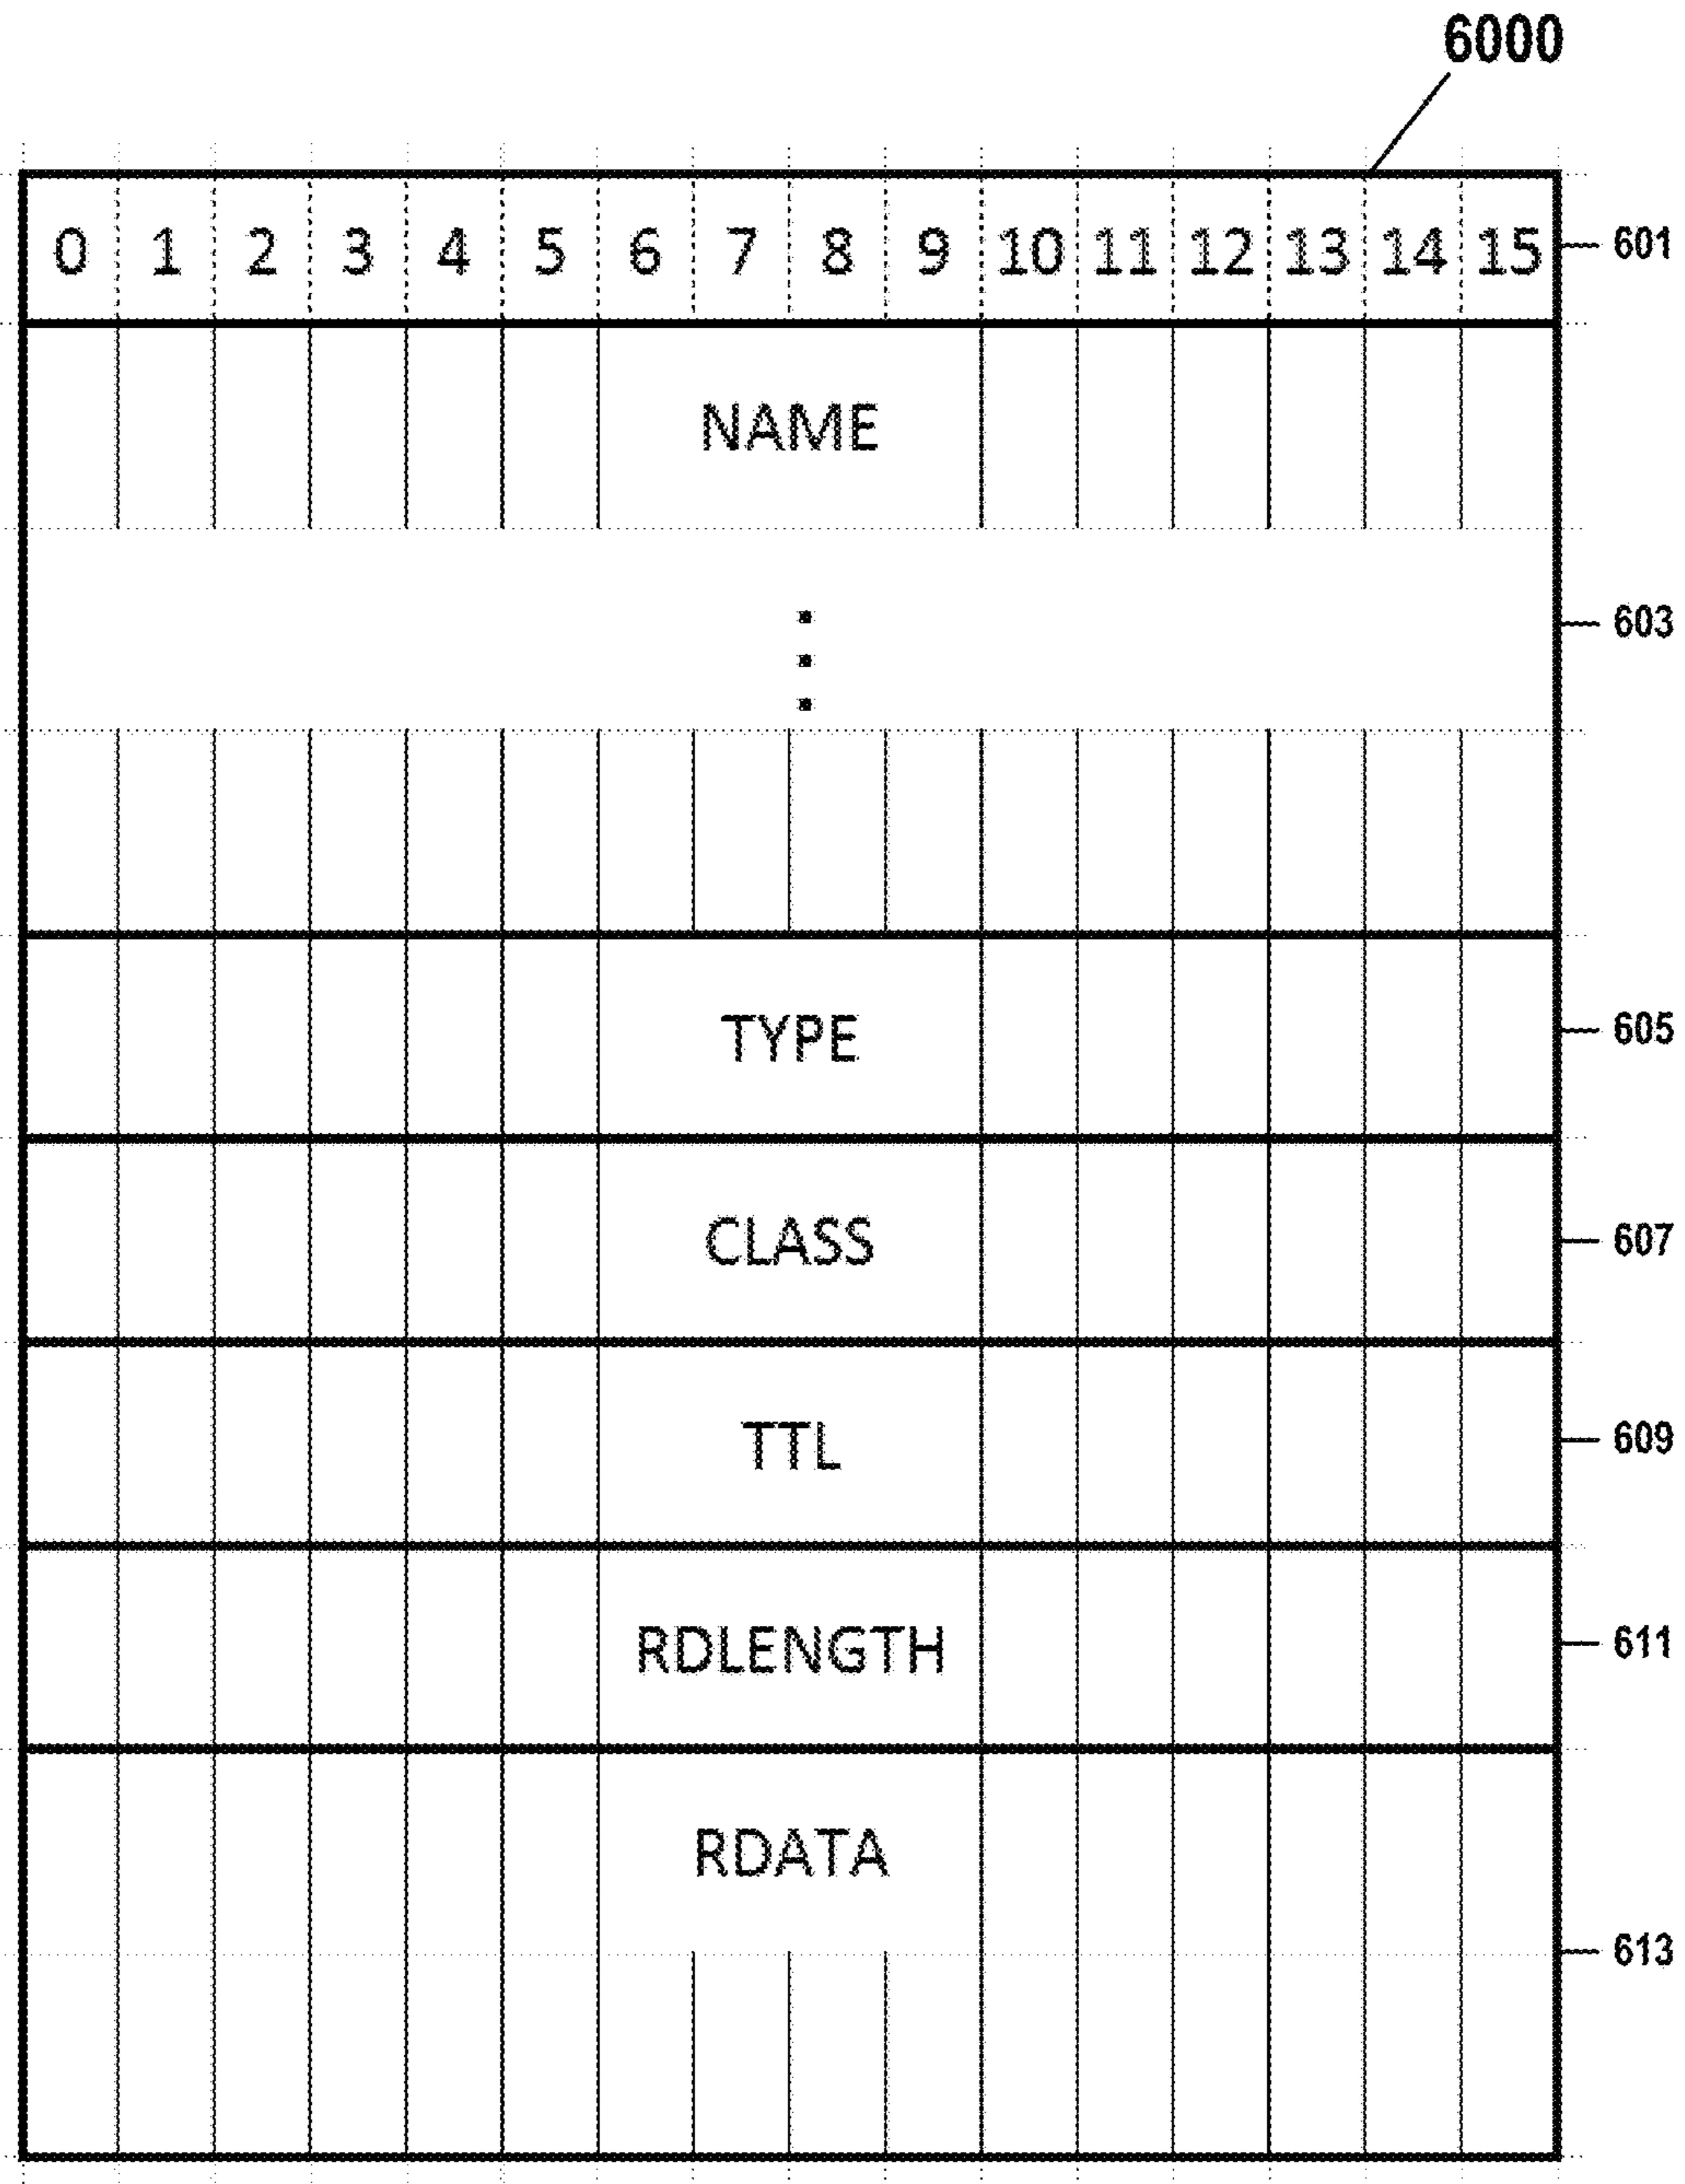 6000
0 1 2 3 4 5 6 7 8 9 10 11 12 13 14 15 601
NAME
603
TYPE 605
CLASS 607
TTL 609
RDLENGTH 611
RDATA
613